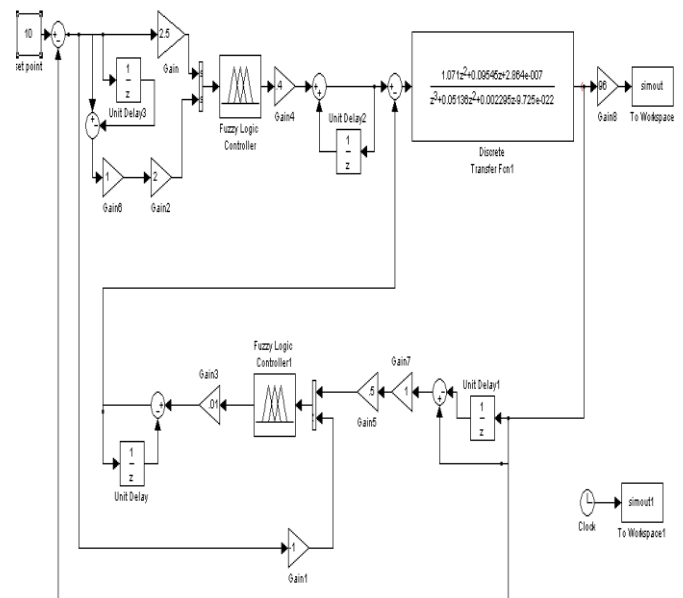 10
set point
2.5
Gain
1
z
Unit Delay3
Fuzzy Logic
Controller
.4
Gain4
Unit Delay2
1
z
1.071z²+0.09545z+2.864e-007
z³+0.05136z²+0.002295z-9.725e-022
Discrete
Transfer Fcn1
96
Gain8
simout
To Workspace
1
Gain6
2
Gain2
Fuzzy Logic
Controller1
Gain3
.01
1
z
Unit Delay
.5
Gain5
Gain7
1
Unit Delay1
1
z
-1
Gain1
Clock
simout1
To Workspace1